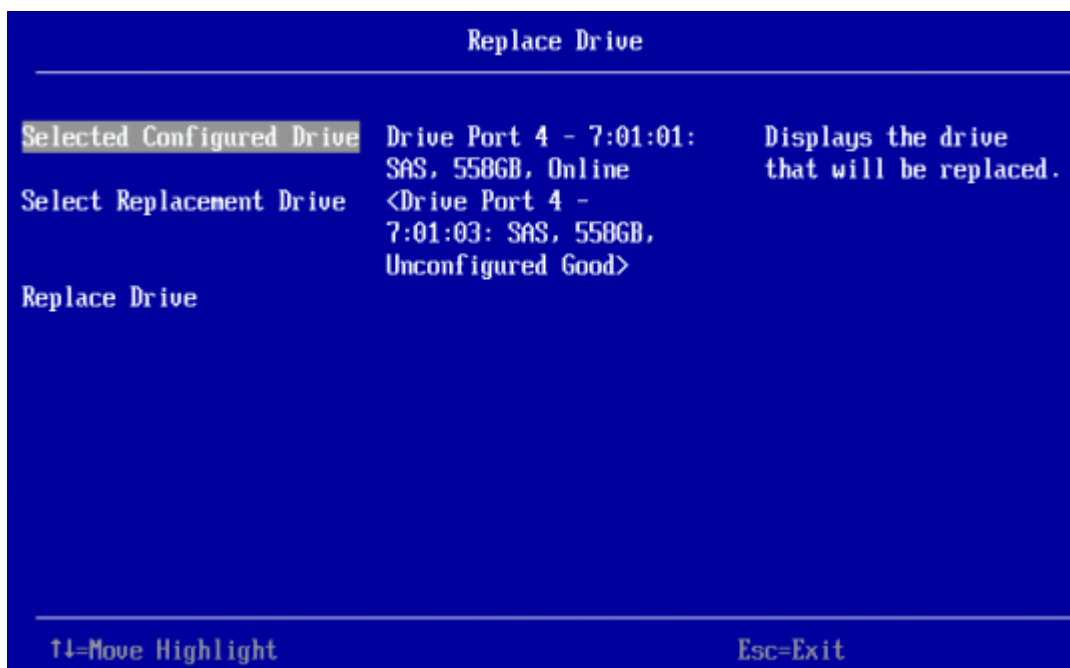 Replace Drive
Selected Configured Drive
Drive Port 4 - 7:01:01:
SAS, 558GB, Online
Displays the drive
that will be replaced.
Select Replacement Drive
<Drive Port 4 -
7:01:03: SAS, 558GB,
Unconfigured Good>
Replace Drive
↑↓=Move Highlight
Esc=Exit